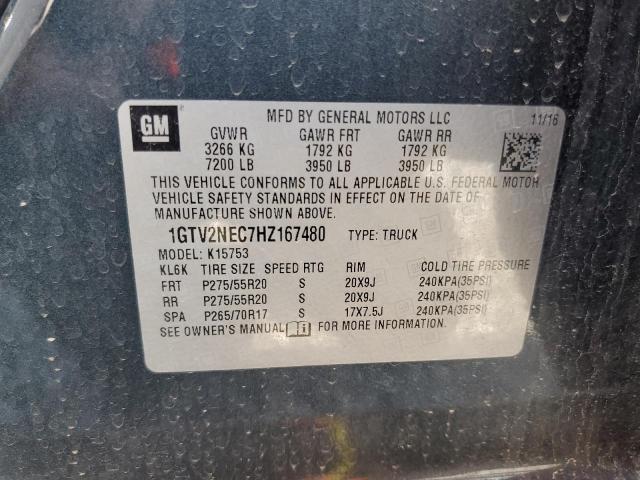 GM
MFD BY GENERAL MOTORS LLC 11/16
GVWR GAWR FRT GAWR RR
3266 KG 1792 KG 1792 KG
7200 LB 3950 LB 3950 LB
THIS VEHICLE CONFORMS TO ALL APPLICABLE U.S. FEDERAL MOTOR
VEHICLE SAFETY STANDARDS IN EFFECT ON THE DATE OF
MANUFACTURE SHOWN ABOVE.
1GTV2NEC7HZ167480 TYPE: TRUCK
MODEL: K15753
KL6K TIRE SIZE SPEED RTG RIM COLD TIRE PRESSURE
FRT P275/55R20 S 20X9J 240KPA(35PSI)
RR P275/55R20 S 20X9J 240KPA(35PSI)
SPA P265/70R17 S 17X7.5J 240KPA(35PSI)
SEE OWNER'S MANUAL FOR MORE INFORMATION.